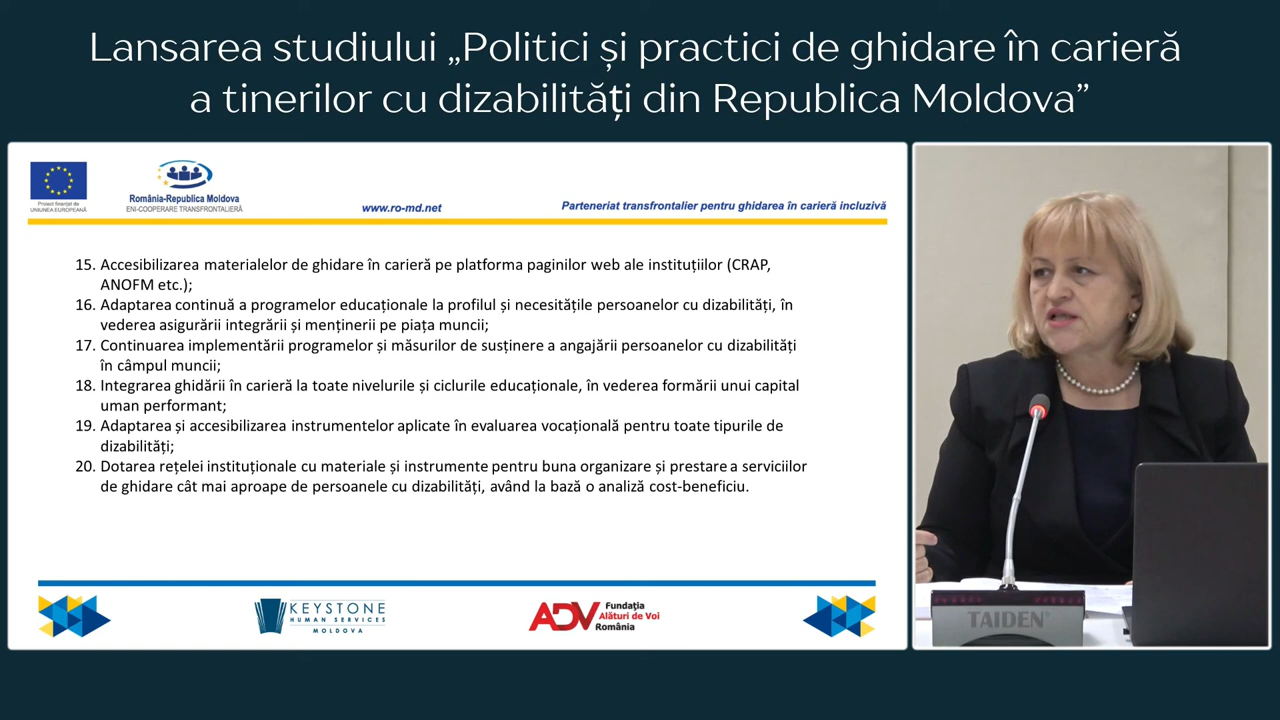 Lansarea studiului „Politici și practici de ghidare în carieră
a tinerilor cu dizabilități din Republica Moldova”
Proiect finanțat de
UNIUNEA EUROPEANĂ
România-Republica Moldova
ENI-COOPERARE TRANSFRONTALIERĂ
www.ro-md.net
Parteneriat transfrontalier pentru ghidarea în carieră incluzivă
15. Accesibilizarea materialelor de ghidare în carieră pe platforma paginilor web ale instituțiilor (CRAP,
ANOFM etc.);
16. Adaptarea continuă a programelor educaționale la profilul și necesitățile persoanelor cu dizabilități, în
vederea asigurării integrării și menținerii pe piața muncii;
17. Continuarea implementării programelor și măsurilor de susținere a angajării persoanelor cu dizabilități
în câmpul muncii;
18. Integrarea ghidării în carieră la toate nivelurile și ciclurile educaționale, în vederea formării unui capital
uman performant;
19. Adaptarea și accesibilizarea instrumentelor aplicate în evaluarea vocațională pentru toate tipurile de
dizabilități;
20. Dotarea rețelei instituționale cu materiale și instrumente pentru buna organizare și prestare a serviciilor
de ghidare cât mai aproape de persoanele cu dizabilități, având la bază o analiză cost-beneficiu.
KEYSTONE
HUMAN SERVICES
MOLDOVA
ADV
Fundația
Alături de Voi
România
TAIDEN